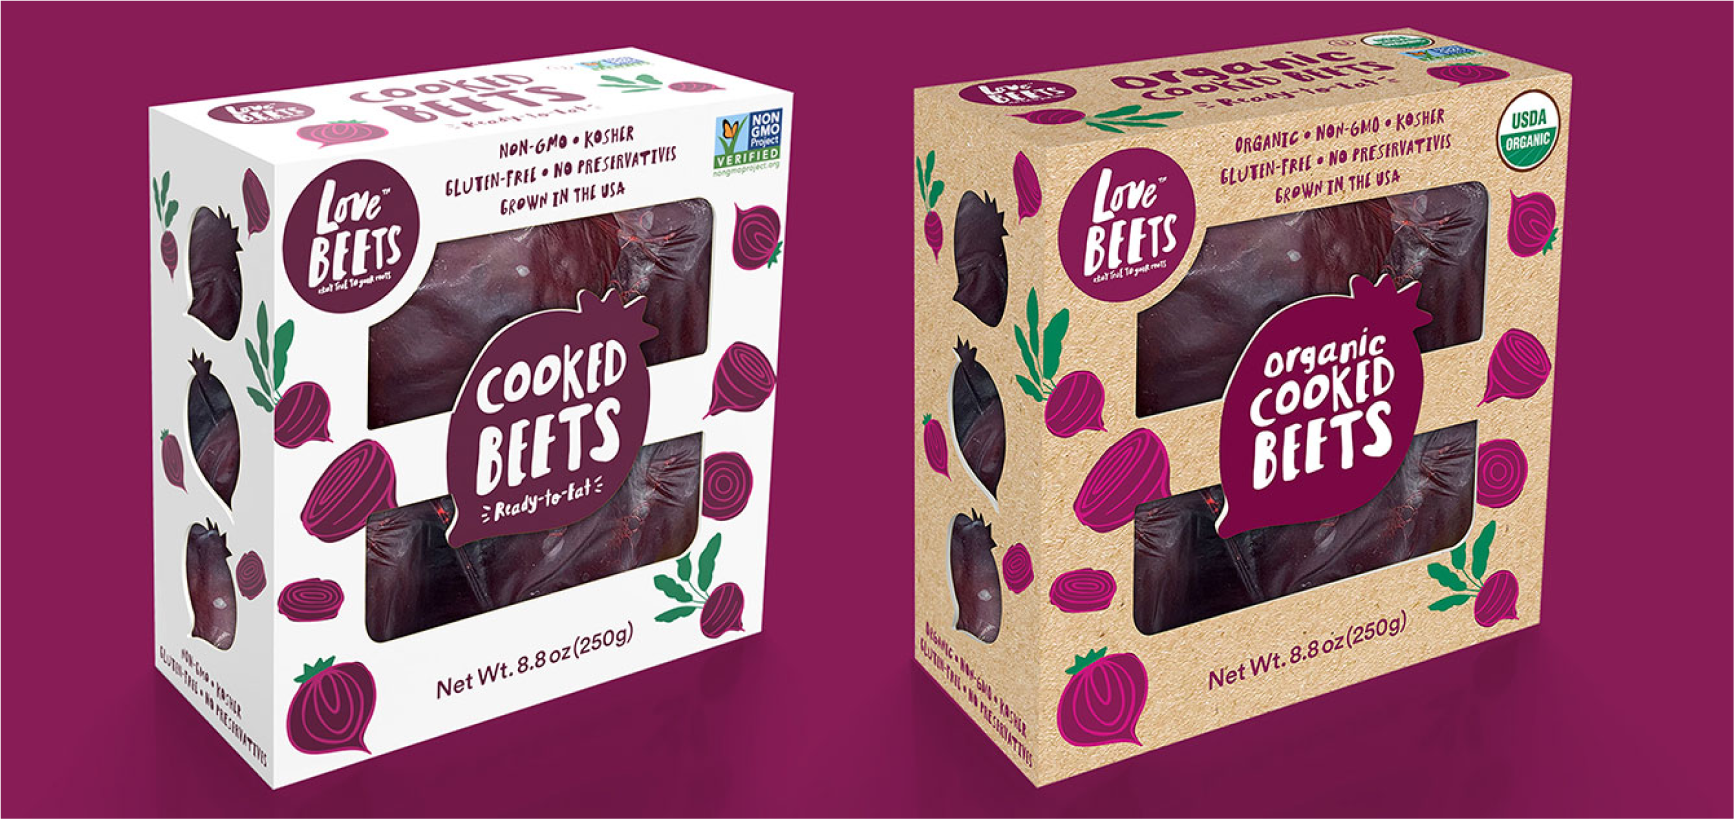 Love
BEETS
COOKED
BEETS
Ready-to-Eat
NON-GMO • KOSHER
GLUTEN-FREE • NO PRESERVATIVES
GROWN IN THE USA
NON
GMO
Project
VERIFIED
nongmoproject.org
Love™
BEETS
COOKED
BEETS
Ready-to-Eat
Net Wt. 8.8 oz (250g)
NON-GMO • KOSHER
GLUTEN-FREE • NO PRESERVATIVES
Love
BEETS
organic
COOKED BEETS
Ready-to-Eat
ORGANIC • NON-GMO • KOSHER
GLUTEN-FREE • NO PRESERVATIVES
GROWN IN THE USA
USDA
ORGANIC
Love™
BEETS
organic
COOKED
BEETS
Net Wt. 8.8 oz (250g)
ORGANIC • NON-GMO • KOSHER
GLUTEN-FREE • NO PRESERVATIVES